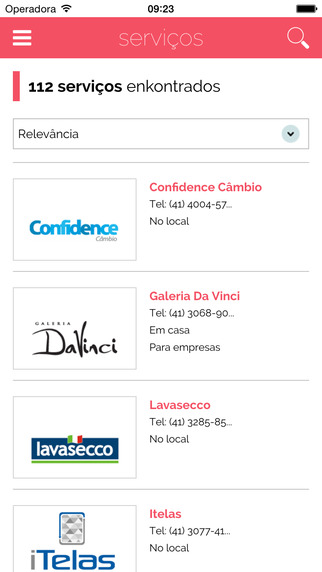 Operadora 09:23
serviços
112 serviços enkontrados
Relevância
Confidence
Câmbio
Confidence Câmbio
Tel: (41) 4004-57...
No local
GALERIA
DaVinci
Galeria Da Vinci
Tel: (41) 3068-90...
Em casa
Para empresas
lavasecco
Lavasecco
Tel: (41) 3285-85...
No local
iTelas
Itelas
Tel: (41) 3077-41...
No local